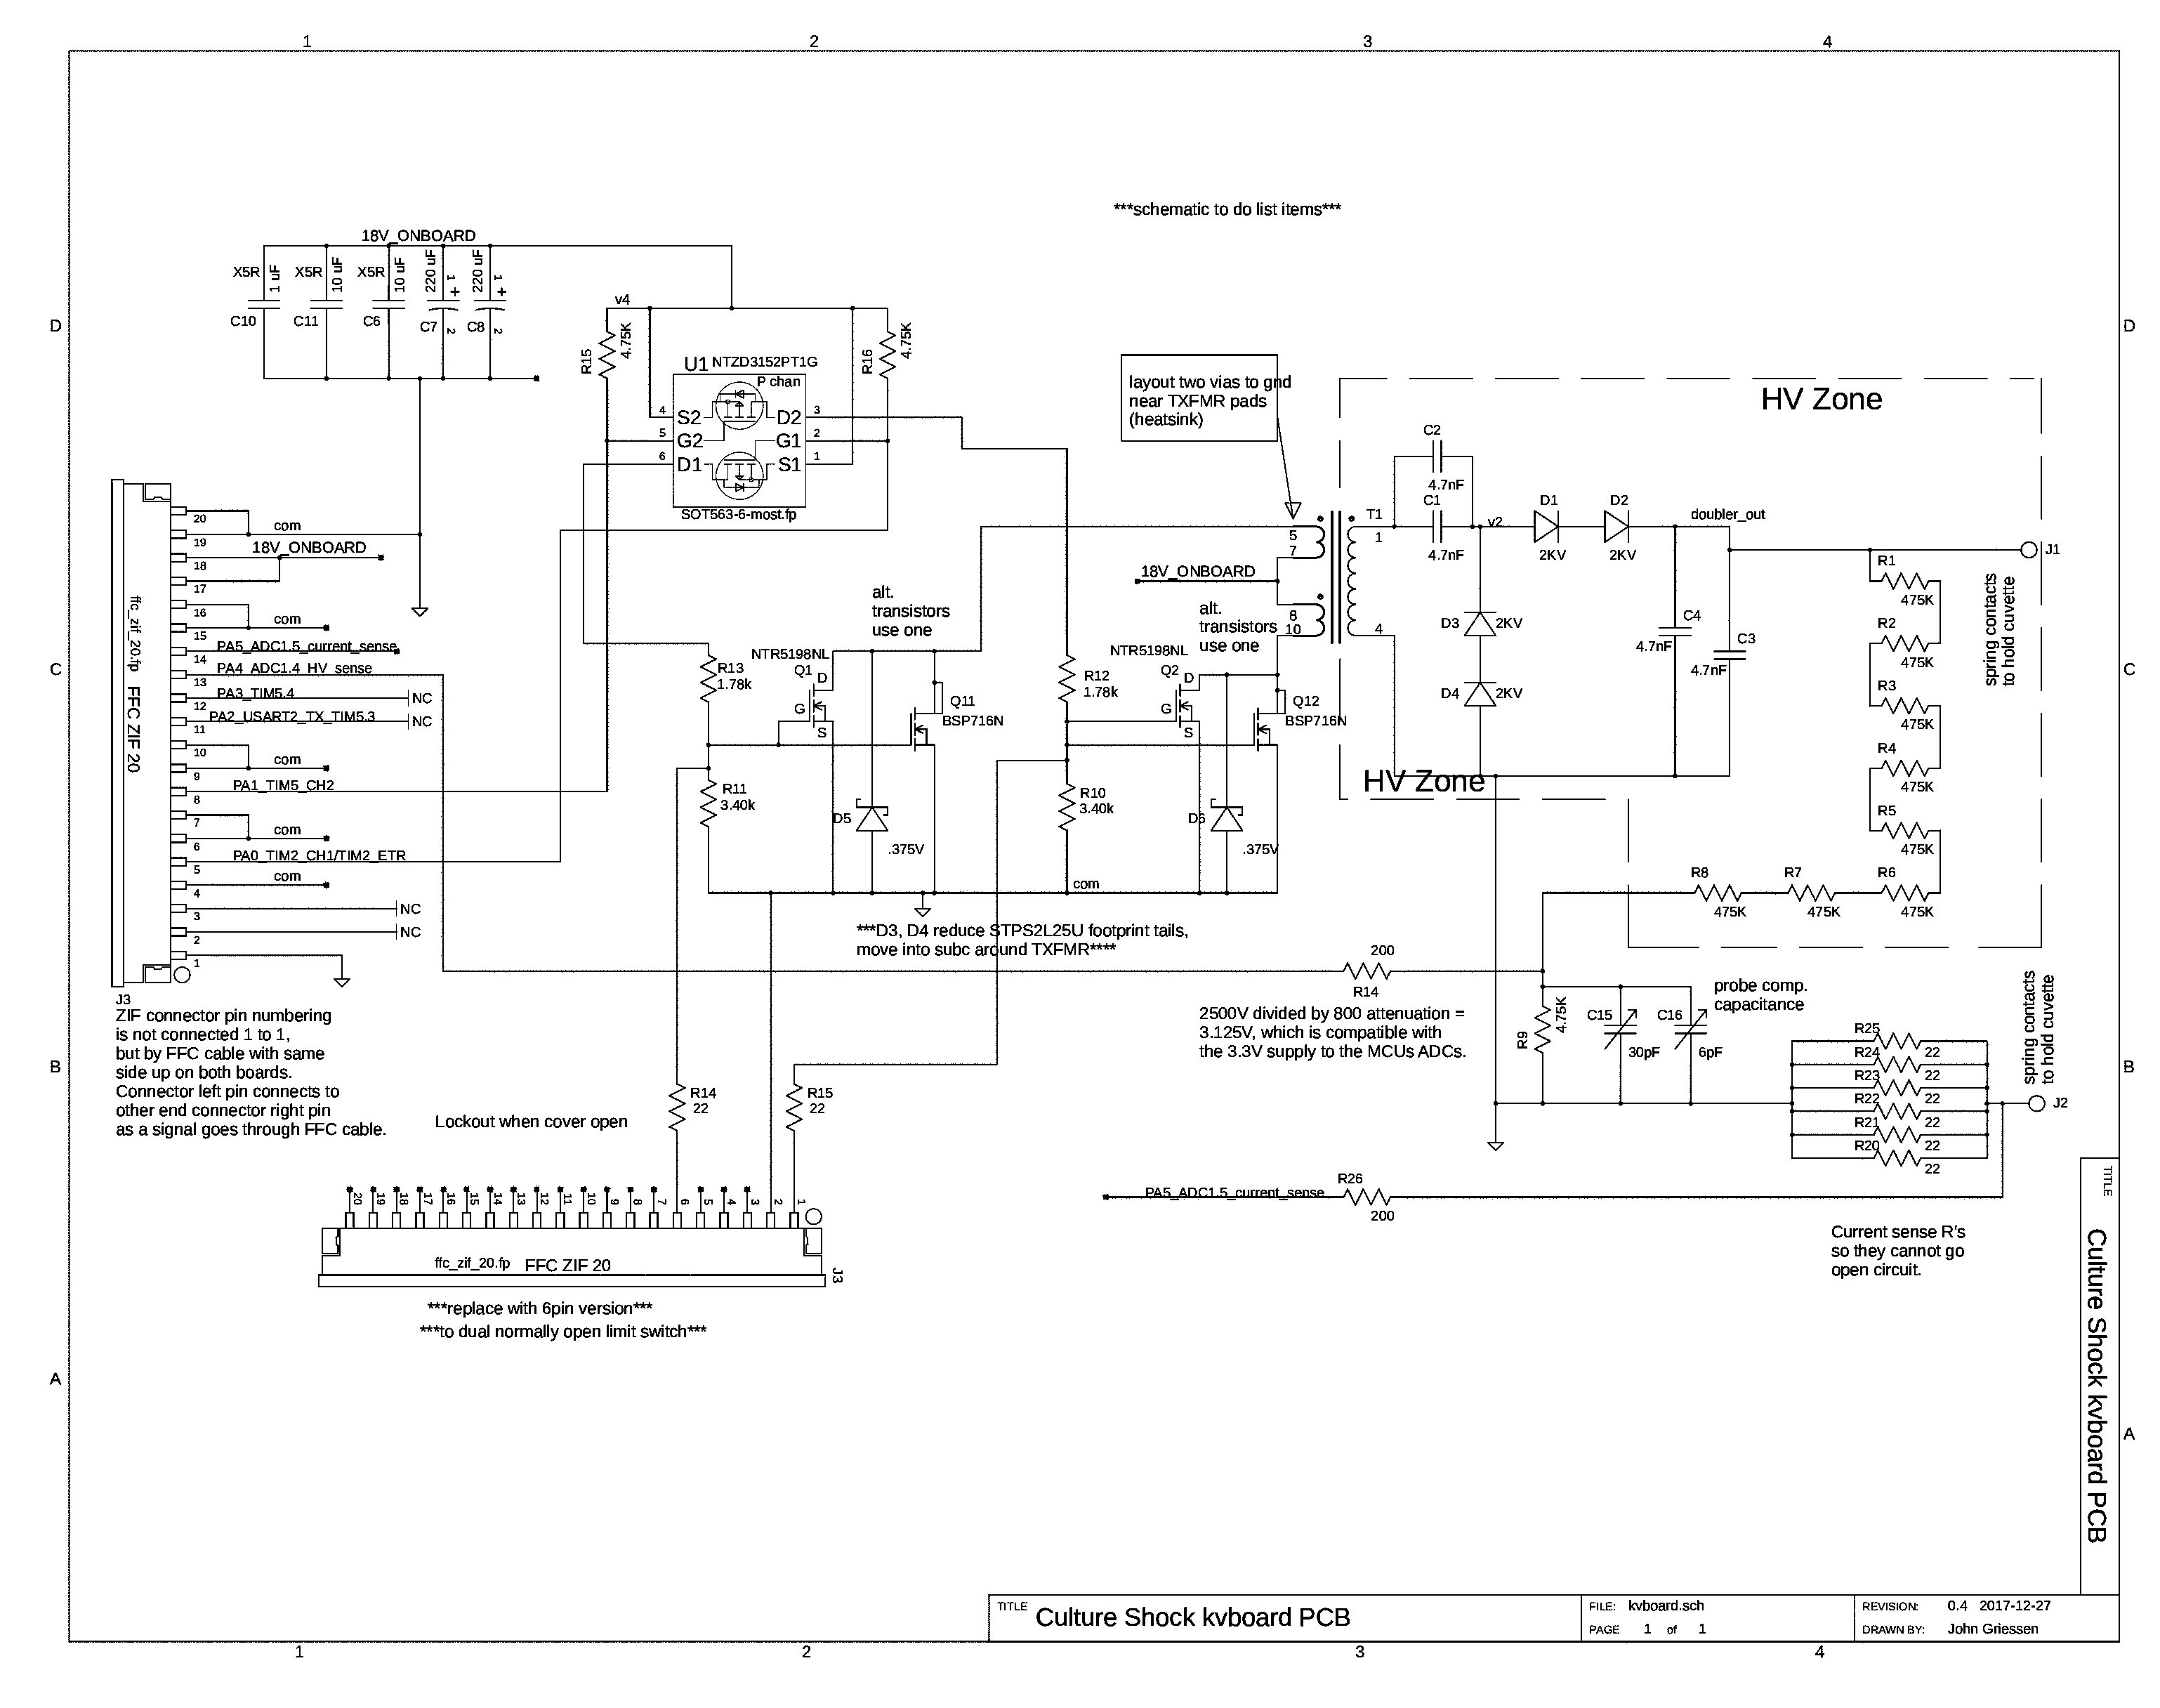 1
2
3
4
D
D
C
C
B
B
A
A
***schematic to do list items***
18V_ONBOARD
X5R
1 uF
C10
X5R
10 uF
C11
X5R
10 uF
C6
220 uF
1
+
C7
2
220 uF
1
+
C8
2
v4
R15
4.75K
R16
4.75K
U1 NTZD3152PT1G
P chan
4 S2 D2 3
5 G2 G1 2
6 D1 S1 1
SOT563-6-most.fp
layout two vias to gnd
near TXFMR pads
(heatsink)
HV Zone
HV Zone
C2
4.7nF
C1
4.7nF
v2
D1
2KV
D2
2KV
doubler_out
J1
spring contacts
to hold cuvette
T1
1
4
5
7
8
10
18V_ONBOARD
D3 2KV
D4 2KV
C4
4.7nF
C3
4.7nF
R1
475K
R2
475K
R3
475K
R4
475K
R5
475K
R6
475K
R7
475K
R8
475K
20
19
18
17
16
15
14
13
12
11
10
9
8
7
6
5
4
3
2
1
com
18V_ONBOARD
com
PA5_ADC1.5_current_sense
PA4_ADC1.4_HV_sense
PA3_TIM5.4
NC
PA2_USART2_TX_TIM5.3
NC
com
PA1_TIM5_CH2
com
PA0_TIM2_CH1/TIM2_ETR
com
NC
NC
ffc_zif_20.fp FFC ZIF 20
J3
ZIF connector pin numbering
is not connected 1 to 1,
but by FFC cable with same
side up on both boards.
Connector left pin connects to
other end connector right pin
as a signal goes through FFC cable.
alt.
transistors
use one
NTR5198NL
Q1
D
G
S
Q11
BSP716N
R13
1.78k
R11
3.40k
D5
.375V
alt.
transistors
use one
NTR5198NL
Q2
D
G
S
Q12
BSP716N
R12
1.78k
R10
3.40k
D6
.375V
com
***D3, D4 reduce STPS2L25U footprint tails,
move into subc around TXFMR****
200
R14
2500V divided by 800 attenuation =
3.125V, which is compatible with
the 3.3V supply to the MCUs ADCs.
R9
4.75K
C15
30pF
C16
6pF
probe comp.
capacitance
R25
22
R24
22
R23
22
R22
22
R21
22
R20
22
J2
spring contacts
to hold cuvette
PA5_ADC1.5_current_sense
R26
200
Current sense R's
so they cannot go
open circuit.
Lockout when cover open
R14
22
R15
22
20
19
18
17
16
15
14
13
12
11
10
9
8
7
6
5
4
3
2
1
ffc_zif_20.fp FFC ZIF 20
J3
***replace with 6pin version***
***to dual normally open limit switch***
TITLE
Culture Shock kvboard PCB
TITLE Culture Shock kvboard PCB
FILE: kvboard.sch
PAGE 1 of 1
REVISION: 0.4 2017-12-27
DRAWN BY: John Griessen
1
2
3
4